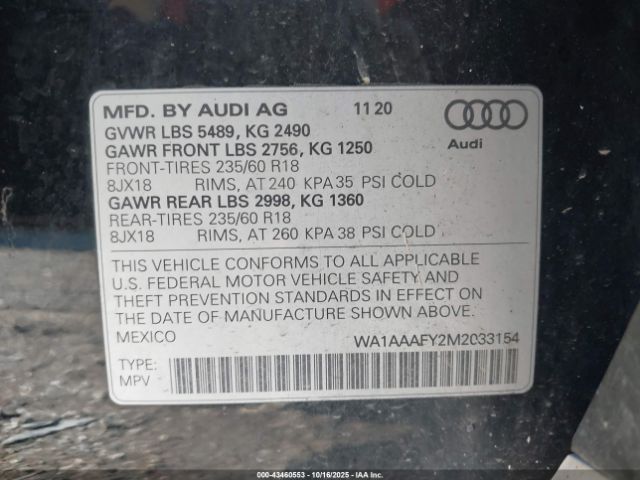 MFD. BY AUDI AG 11 20
GVWR LBS 5489, KG 2490
GAWR FRONT LBS 2756, KG 1250
FRONT-TIRES 235/60 R18
8JX18 RIMS, AT 240 KPA 35 PSI COLD
GAWR REAR LBS 2998, KG 1360
REAR-TIRES 235/60 R18
8JX18 RIMS, AT 260 KPA 38 PSI COLD
Audi
THIS VEHICLE CONFORMS TO ALL APPLICABLE
U.S. FEDERAL MOTOR VEHICLE SAFETY AND
THEFT PREVENTION STANDARDS IN EFFECT ON
THE DATE OF MANUFACTURE SHOWN ABOVE.
MEXICO WA1AAAFY2M2033154
TYPE:
MPV
000-43460553 - 10/16/2025 - IAA Inc.